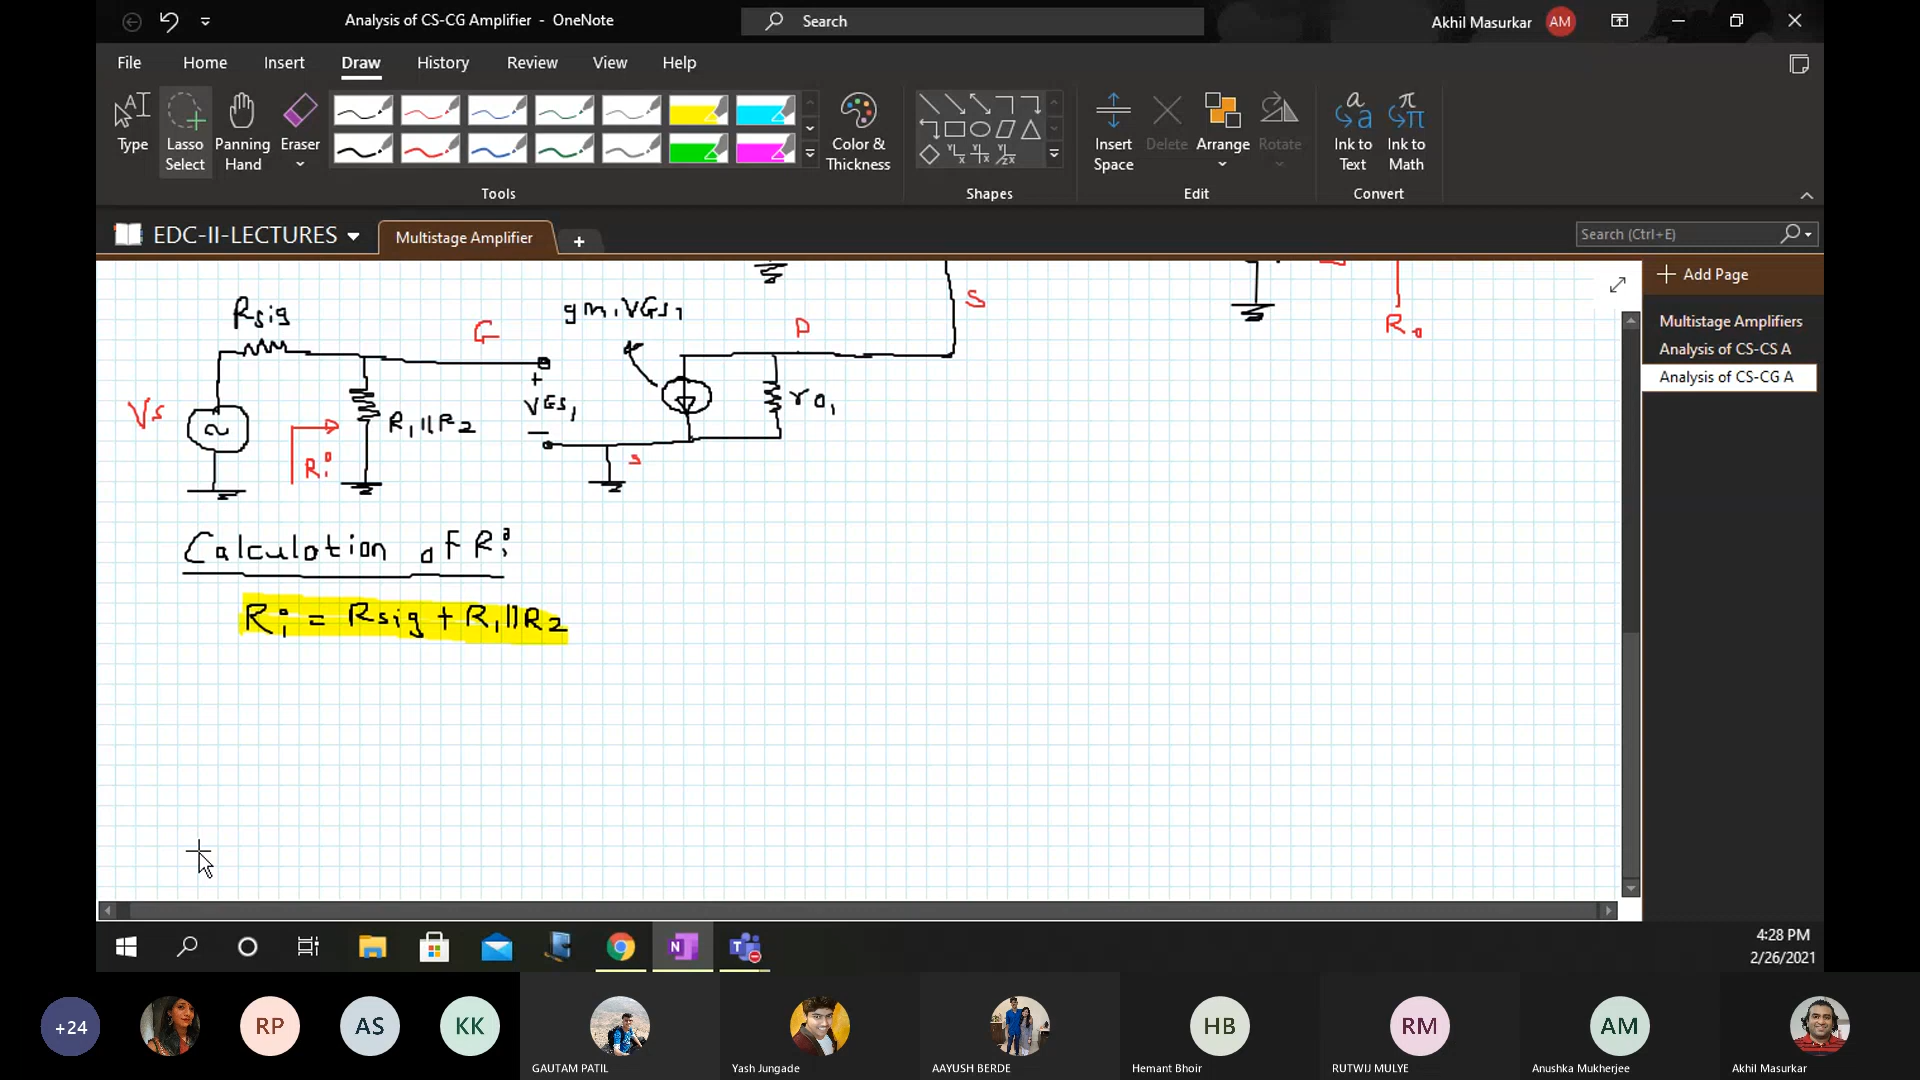 Analysis of CS-CG Amplifier - OneNote
Search
Akhil Masurkar
AM
File Home Insert Draw History Review View Help
Type
Lasso Select
Panning Hand
Eraser
Color & Thickness
Insert Space
Delete
Arrange
Rotate
Ink to Text
Ink to Math
Tools
Shapes
Edit
Convert
EDC-II-LECTURES
Multistage Amplifier
Search (Ctrl+E)
Add Page
Multistage Amplifiers
Analysis of CS-CS A
Analysis of CS-CG A
Rsig
G
gm1VGS1
D
S
Ro
Vs
Ri
R1||R2
+
VGS1
-
ro1
s
Calculation of Ri
Ri = Rsig + R1||R2
4:28 PM
2/26/2021
+24
RP
AS
KK
HB
RM
AM
GAUTAM PATIL
Yash Jungade
AAYUSH BERDE
Hemant Bhoir
RUTWIJ MULYE
Anushka Mukherjee
Akhil Masurkar